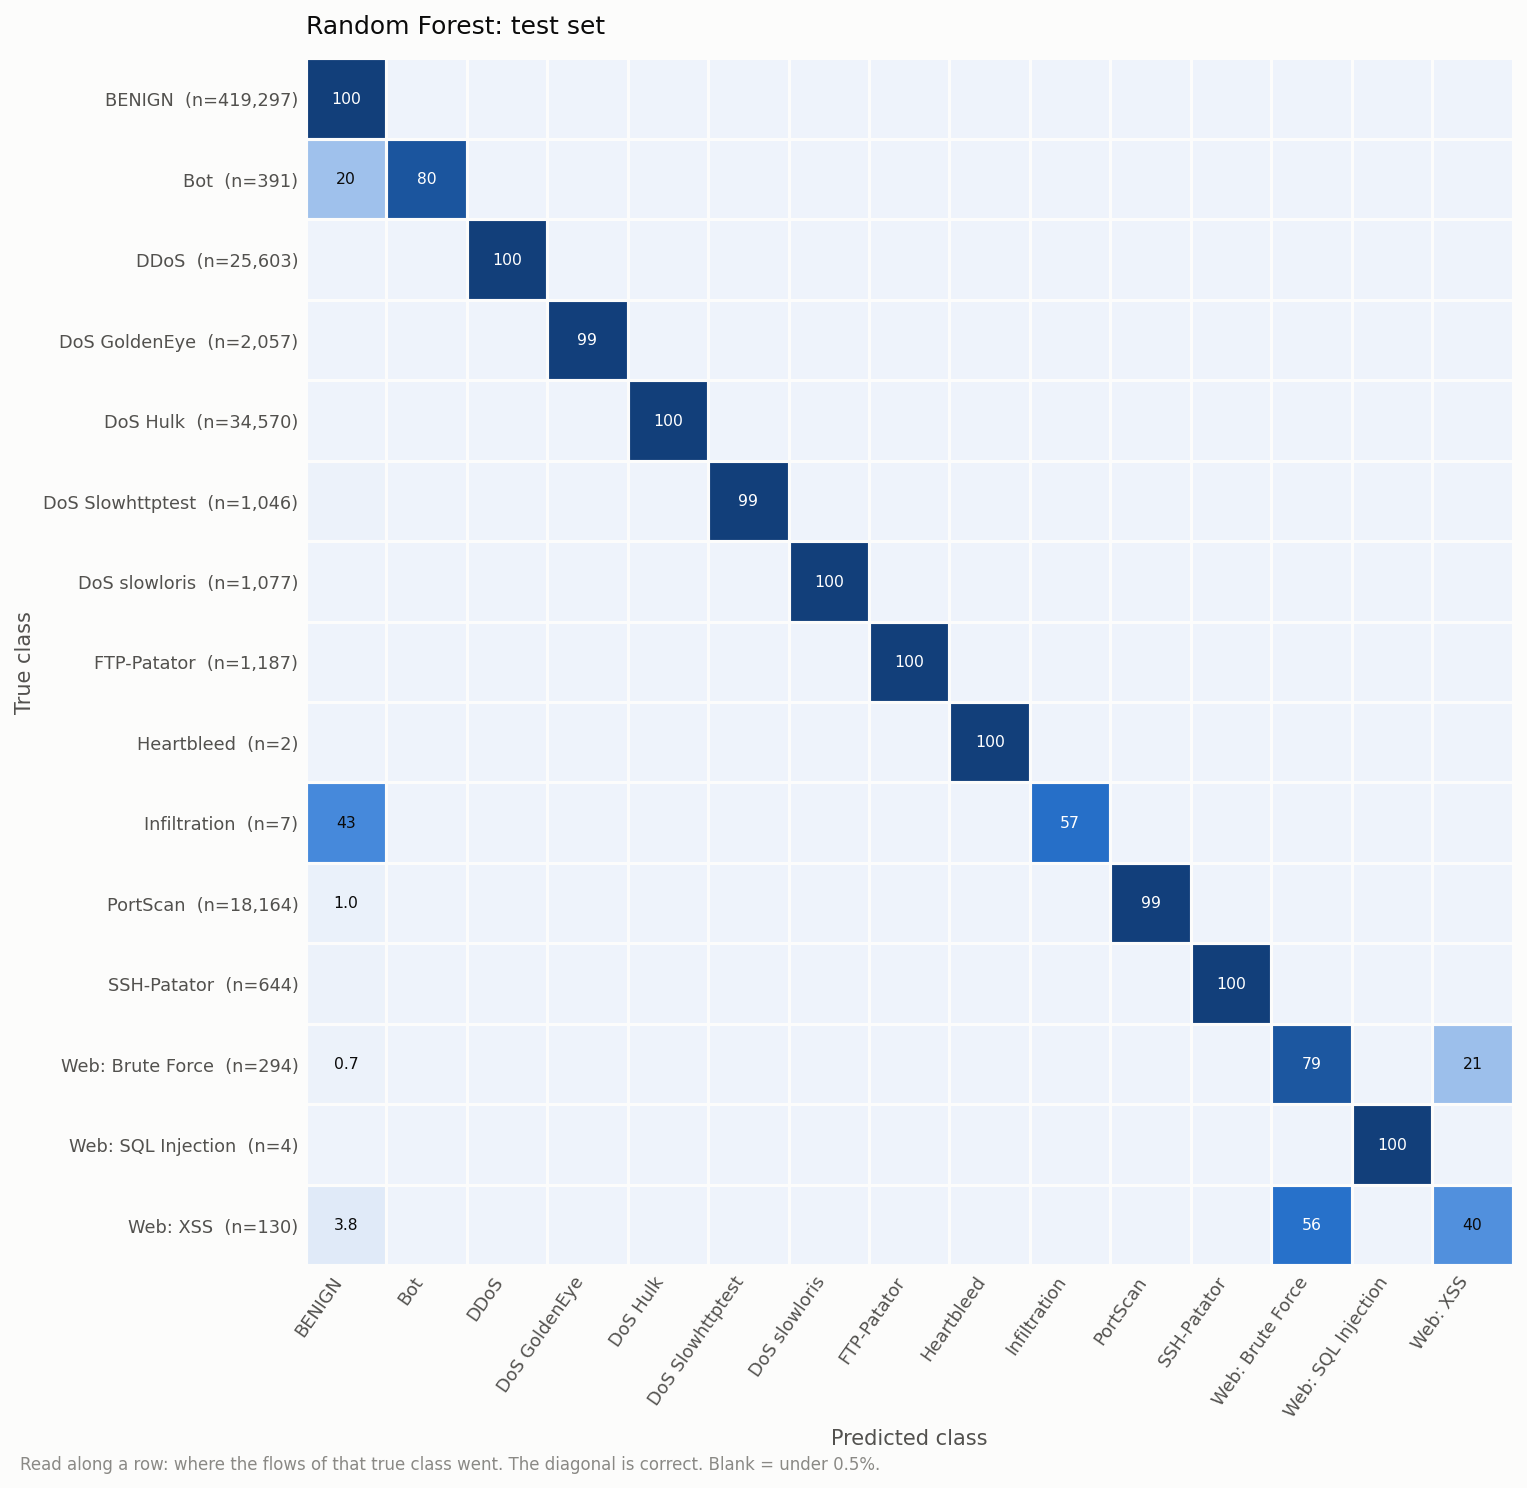 Random Forest: test set
BENIGN (n=419,297) 100
Bot (n=391) 20 80
DDoS (n=25,603) 100
DoS GoldenEye (n=2,057) 99
DoS Hulk (n=34,570) 100
DoS Slowhttptest (n=1,046) 99
DoS slowloris (n=1,077) 100
FTP-Patator (n=1,187) 100
Heartbleed (n=2) 100
Infiltration (n=7) 43 57
PortScan (n=18,164) 1.0 99
SSH-Patator (n=644) 100
Web: Brute Force (n=294) 0.7 79 21
Web: SQL Injection (n=4) 100
Web: XSS (n=130) 3.8 56 40
True class
BENIGN
Bot
DDoS
DoS GoldenEye
DoS Hulk
DoS Slowhttptest
DoS slowloris
FTP-Patator
Heartbleed
Infiltration
PortScan
SSH-Patator
Web: Brute Force
Web: SQL Injection
Web: XSS
Predicted class
Read along a row: where the flows of that true class went. The diagonal is correct. Blank = under 0.5%.